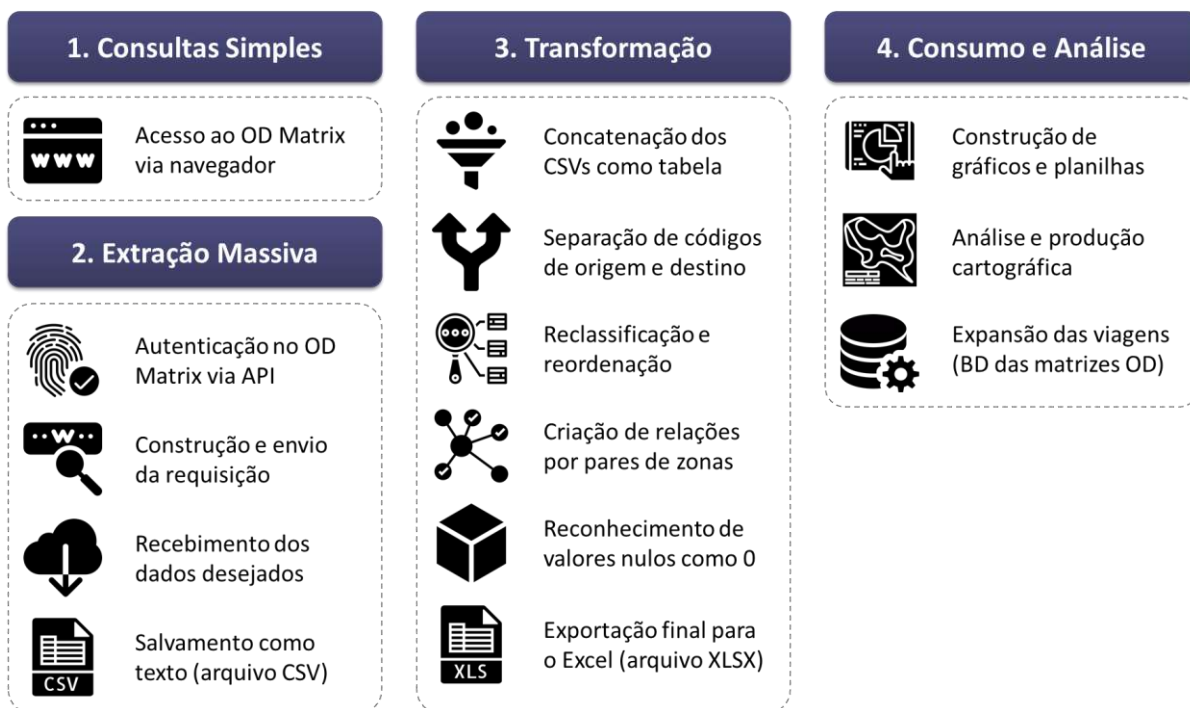 1. Consultas Simples
WWW
Acesso ao OD Matrix
via navegador
2. Extração Massiva
Autenticação no OD
Matrix via API
W
Construção e envio
da requisição
Recebimento dos
dados desejados
CSV
Salvamento como
texto (arquivo CSV)
3. Transformação
Concatenação dos
CSVs como tabela
Separação de códigos
de origem e destino
Reclassificação e
reordenação
Criação de relações
por pares de zonas
Reconhecimento de
valores nulos como 0
XLS
Exportação final para
o Excel (arquivo XLSX)
4. Consumo e Análise
Construção de
gráficos e planilhas
Análise e produção
cartográfica
Expansão das viagens
(BD das matrizes OD)